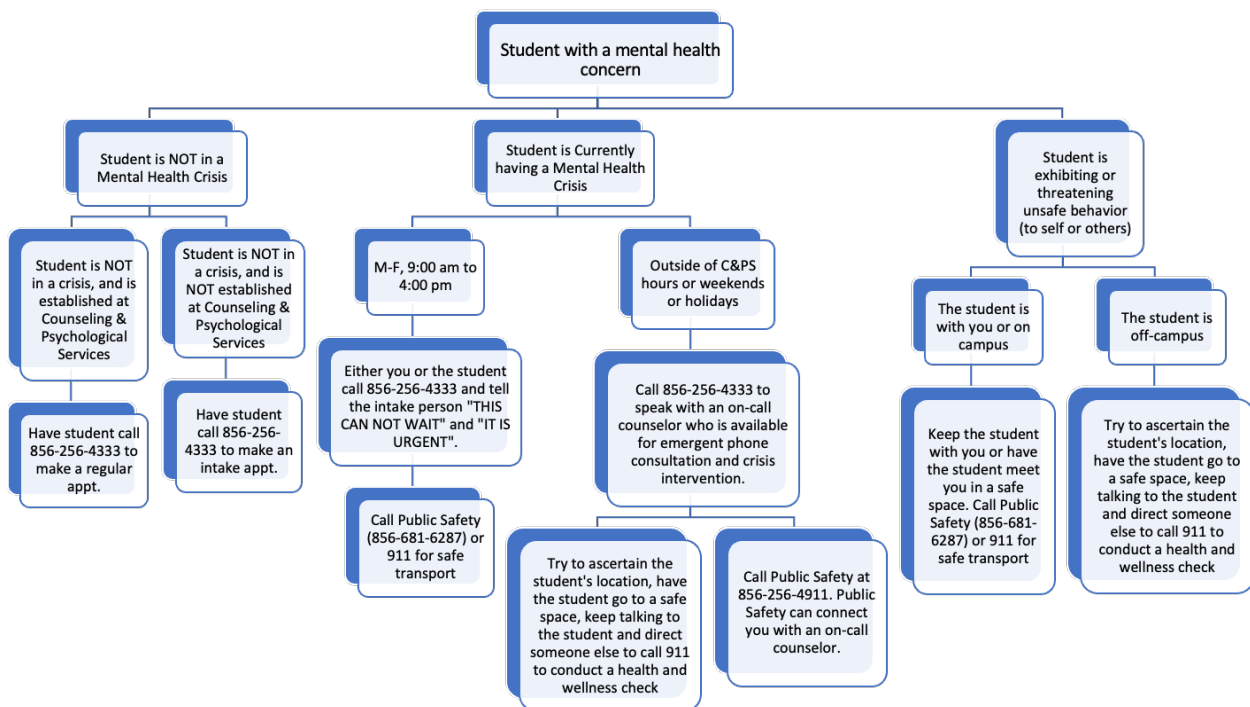 Student with a mental health
concern
Student is NOT in a
Mental Health Crisis
Student is Currently
having a Mental Health
Crisis
Student is
exhibiting or
threatening
unsafe behavior
(to self or others)
Student is NOT
in a crisis, and is
established at
Counseling &
Psychological
Services
Student is NOT in
a crisis, and is
NOT established
at Counseling &
Psychological
Services
M-F, 9:00 am to
4:00 pm
Outside of C&PS
hours or weekends
or holidays
The student is
with you or on
campus
The student is
off-campus
Have student call
856-256-4333 to
make a regular
appt.
Have student
call 856-256-
4333 to make an
intake appt.
Either you or the student
call 856-256-4333 and tell
the intake person "THIS
CAN NOT WAIT" and "IT IS
URGENT".
Call 856-256-4333 to
speak with an on-call
counselor who is available
for emergent phone
consultation and crisis
intervention.
Keep the student
with you or have
the student meet
you in a safe
space. Call Public
Safety (856-681-
6287) or 911 for
safe transport
Try to ascertain the
student's location,
have the student go to
a safe space, keep
talking to the student
and direct someone
else to call 911 to
conduct a health and
wellness check
Call Public Safety
(856-681-6287) or
911 for safe
transport
Try to ascertain the
student's location, have
the student go to a safe
space, keep talking to
the student and direct
someone else to call 911
to conduct a health and
wellness check
Call Public Safety at
856-256-4911. Public
Safety can connect
you with an on-call
counselor.